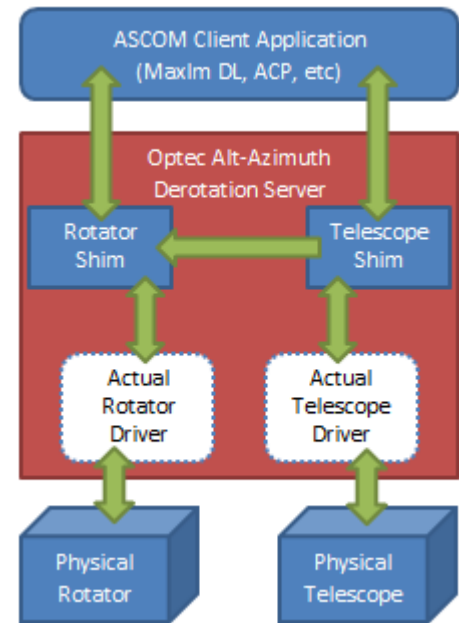 ASCOM Client Application
(MaxIm DL, ACP, etc)
Optec Alt-Azimuth
Derotation Server
Rotator
Shim
Telescope
Shim
Actual
Rotator
Driver
Actual
Telescope
Driver
Physical
Rotator
Physical
Telescope